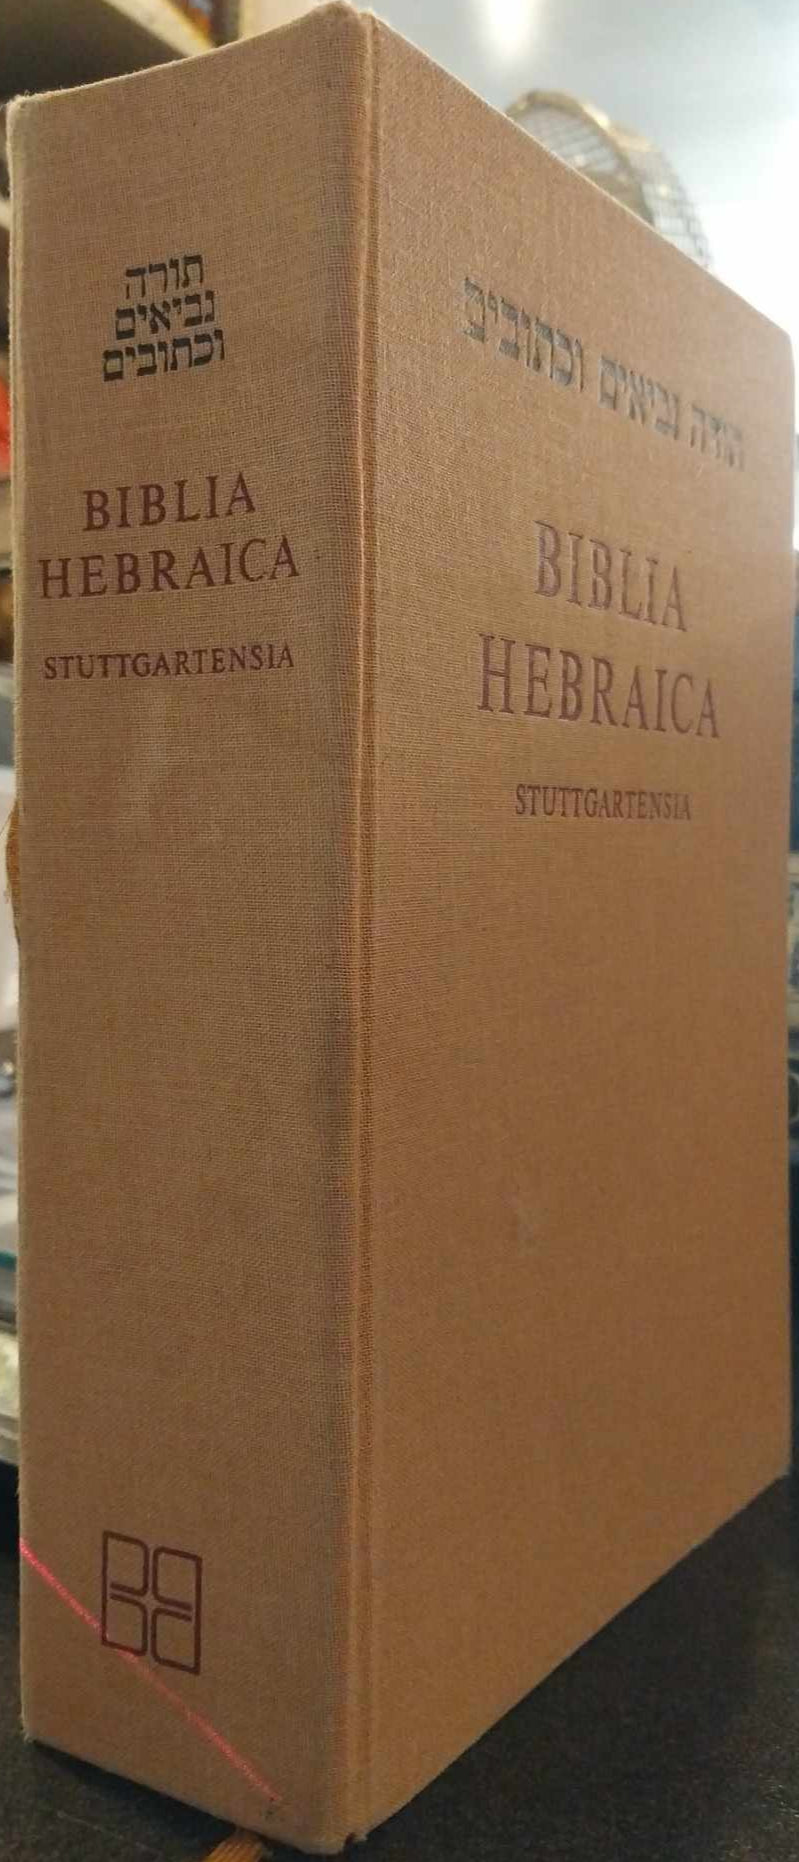 תורה
נביאים
וכתובים
BIBLIA
HEBRAICA
STUTTGARTENSIA
תורה נביאים וכתובים
BIBLIA
HEBRAICA
STUTTGARTENSIA